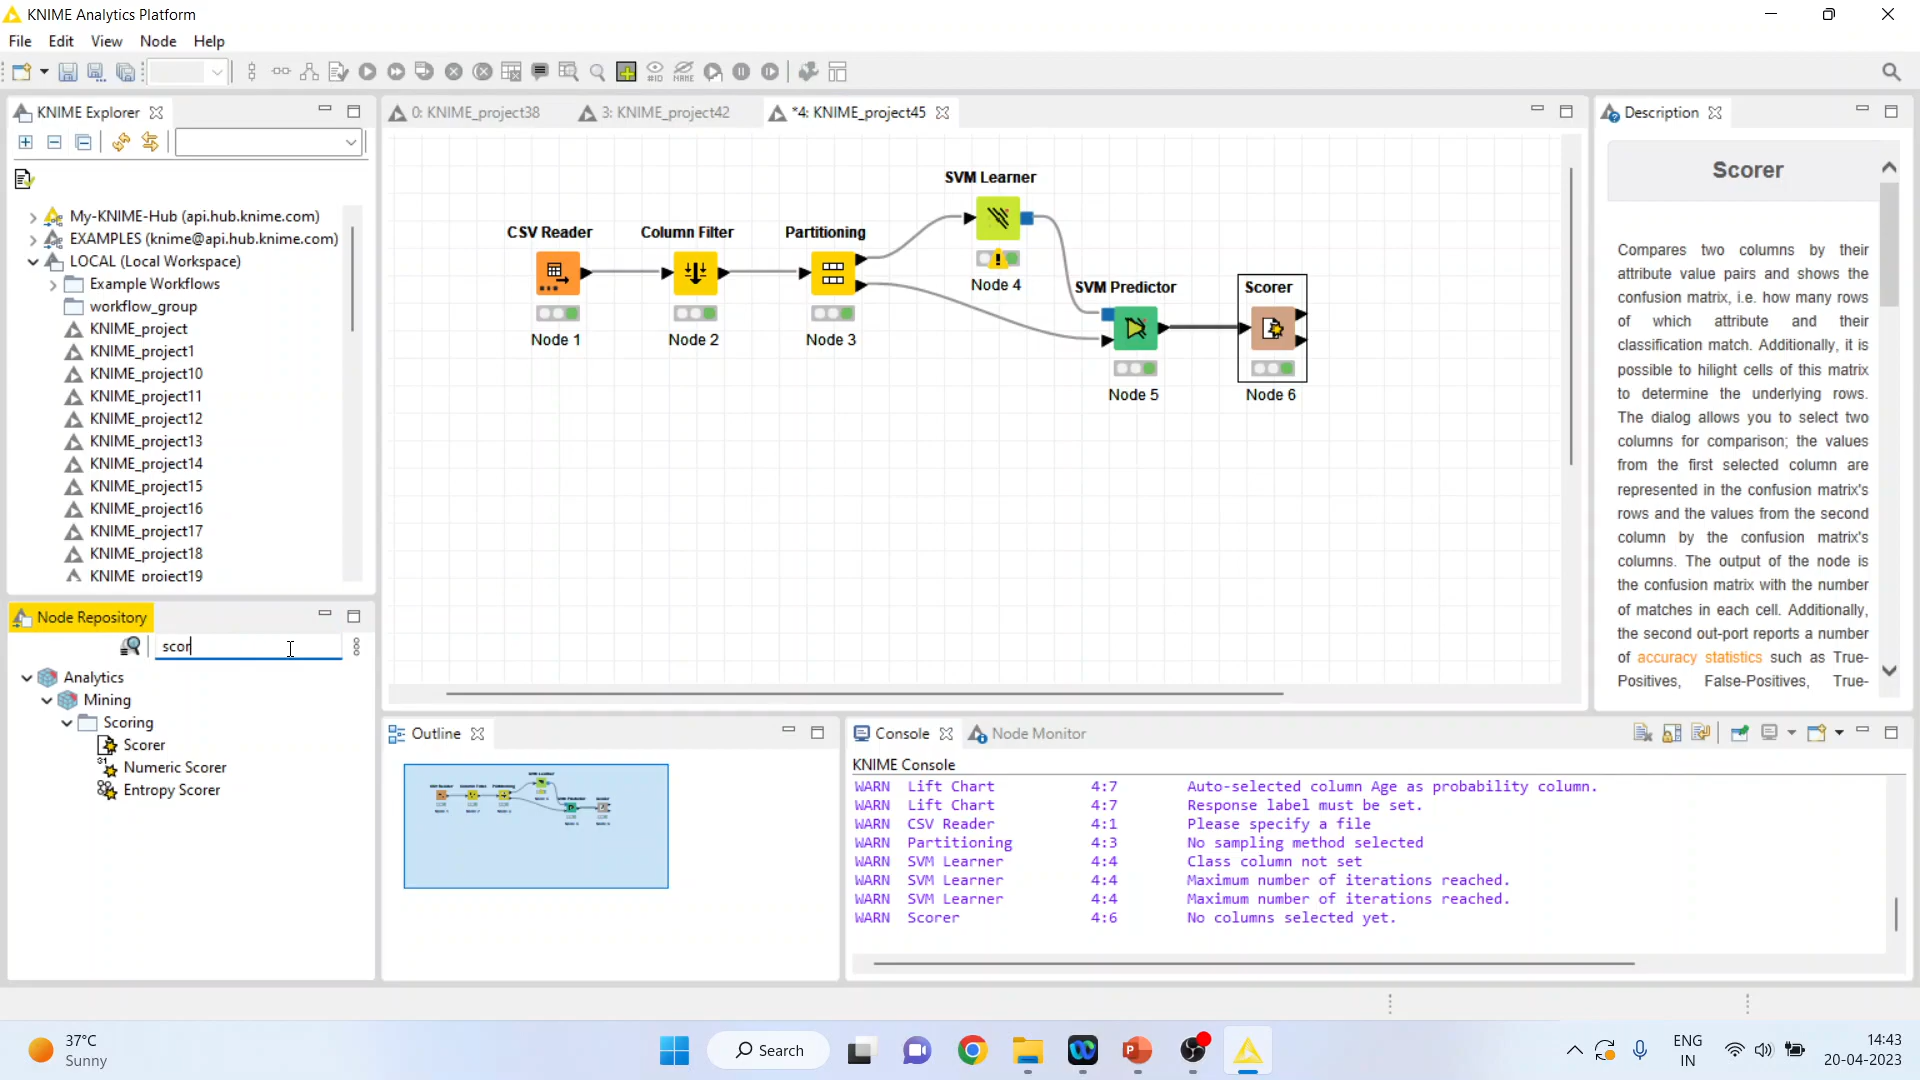 KNIME Analytics Platform
File Edit View Node Help
KNIME Explorer
My-KNIME-Hub (api.hub.knime.com)
EXAMPLES (knime@api.hub.knime.com)
LOCAL (Local Workspace)
Example Workflows
workflow_group
KNIME_project
KNIME_project1
KNIME_project10
KNIME_project11
KNIME_project12
KNIME_project13
KNIME_project14
KNIME_project15
KNIME_project16
KNIME_project17
KNIME_project18
KNIME_project19
Node Repository
scor
Analytics
Mining
Scoring
Scorer
Numeric Scorer
Entropy Scorer
0: KNIME_project38
3: KNIME_project42
*4: KNIME_project45
SVM Learner
CSV Reader
Column Filter
Partitioning
Node 4
SVM Predictor
Scorer
Node 1
Node 2
Node 3
Node 5
Node 6
Description
Scorer
Compares two columns by their
attribute value pairs and shows the
confusion matrix, i.e. how many rows
of which attribute and their
classification match. Additionally, it is
possible to hilight cells of this matrix
to determine the underlying rows.
The dialog allows you to select two
columns for comparison; the values
from the first selected column are
represented in the confusion matrix's
rows and the values from the second
column by the confusion matrix's
columns. The output of the node is
the confusion matrix with the number
of matches in each cell. Additionally,
the second out-port reports a number
of accuracy statistics such as True-
Positives, False-Positives, True-
Outline
Console
Node Monitor
KNIME Console
WARN Lift Chart 4:7 Auto-selected column Age as probability column.
WARN Lift Chart 4:7 Response label must be set.
WARN CSV Reader 4:1 Please specify a file
WARN Partitioning 4:3 No sampling method selected
WARN SVM Learner 4:4 Class column not set
WARN SVM Learner 4:4 Maximum number of iterations reached.
WARN SVM Learner 4:4 Maximum number of iterations reached.
WARN Scorer 4:6 No columns selected yet.
37°C
Sunny
Search
ENG
IN
14:43
20-04-2023